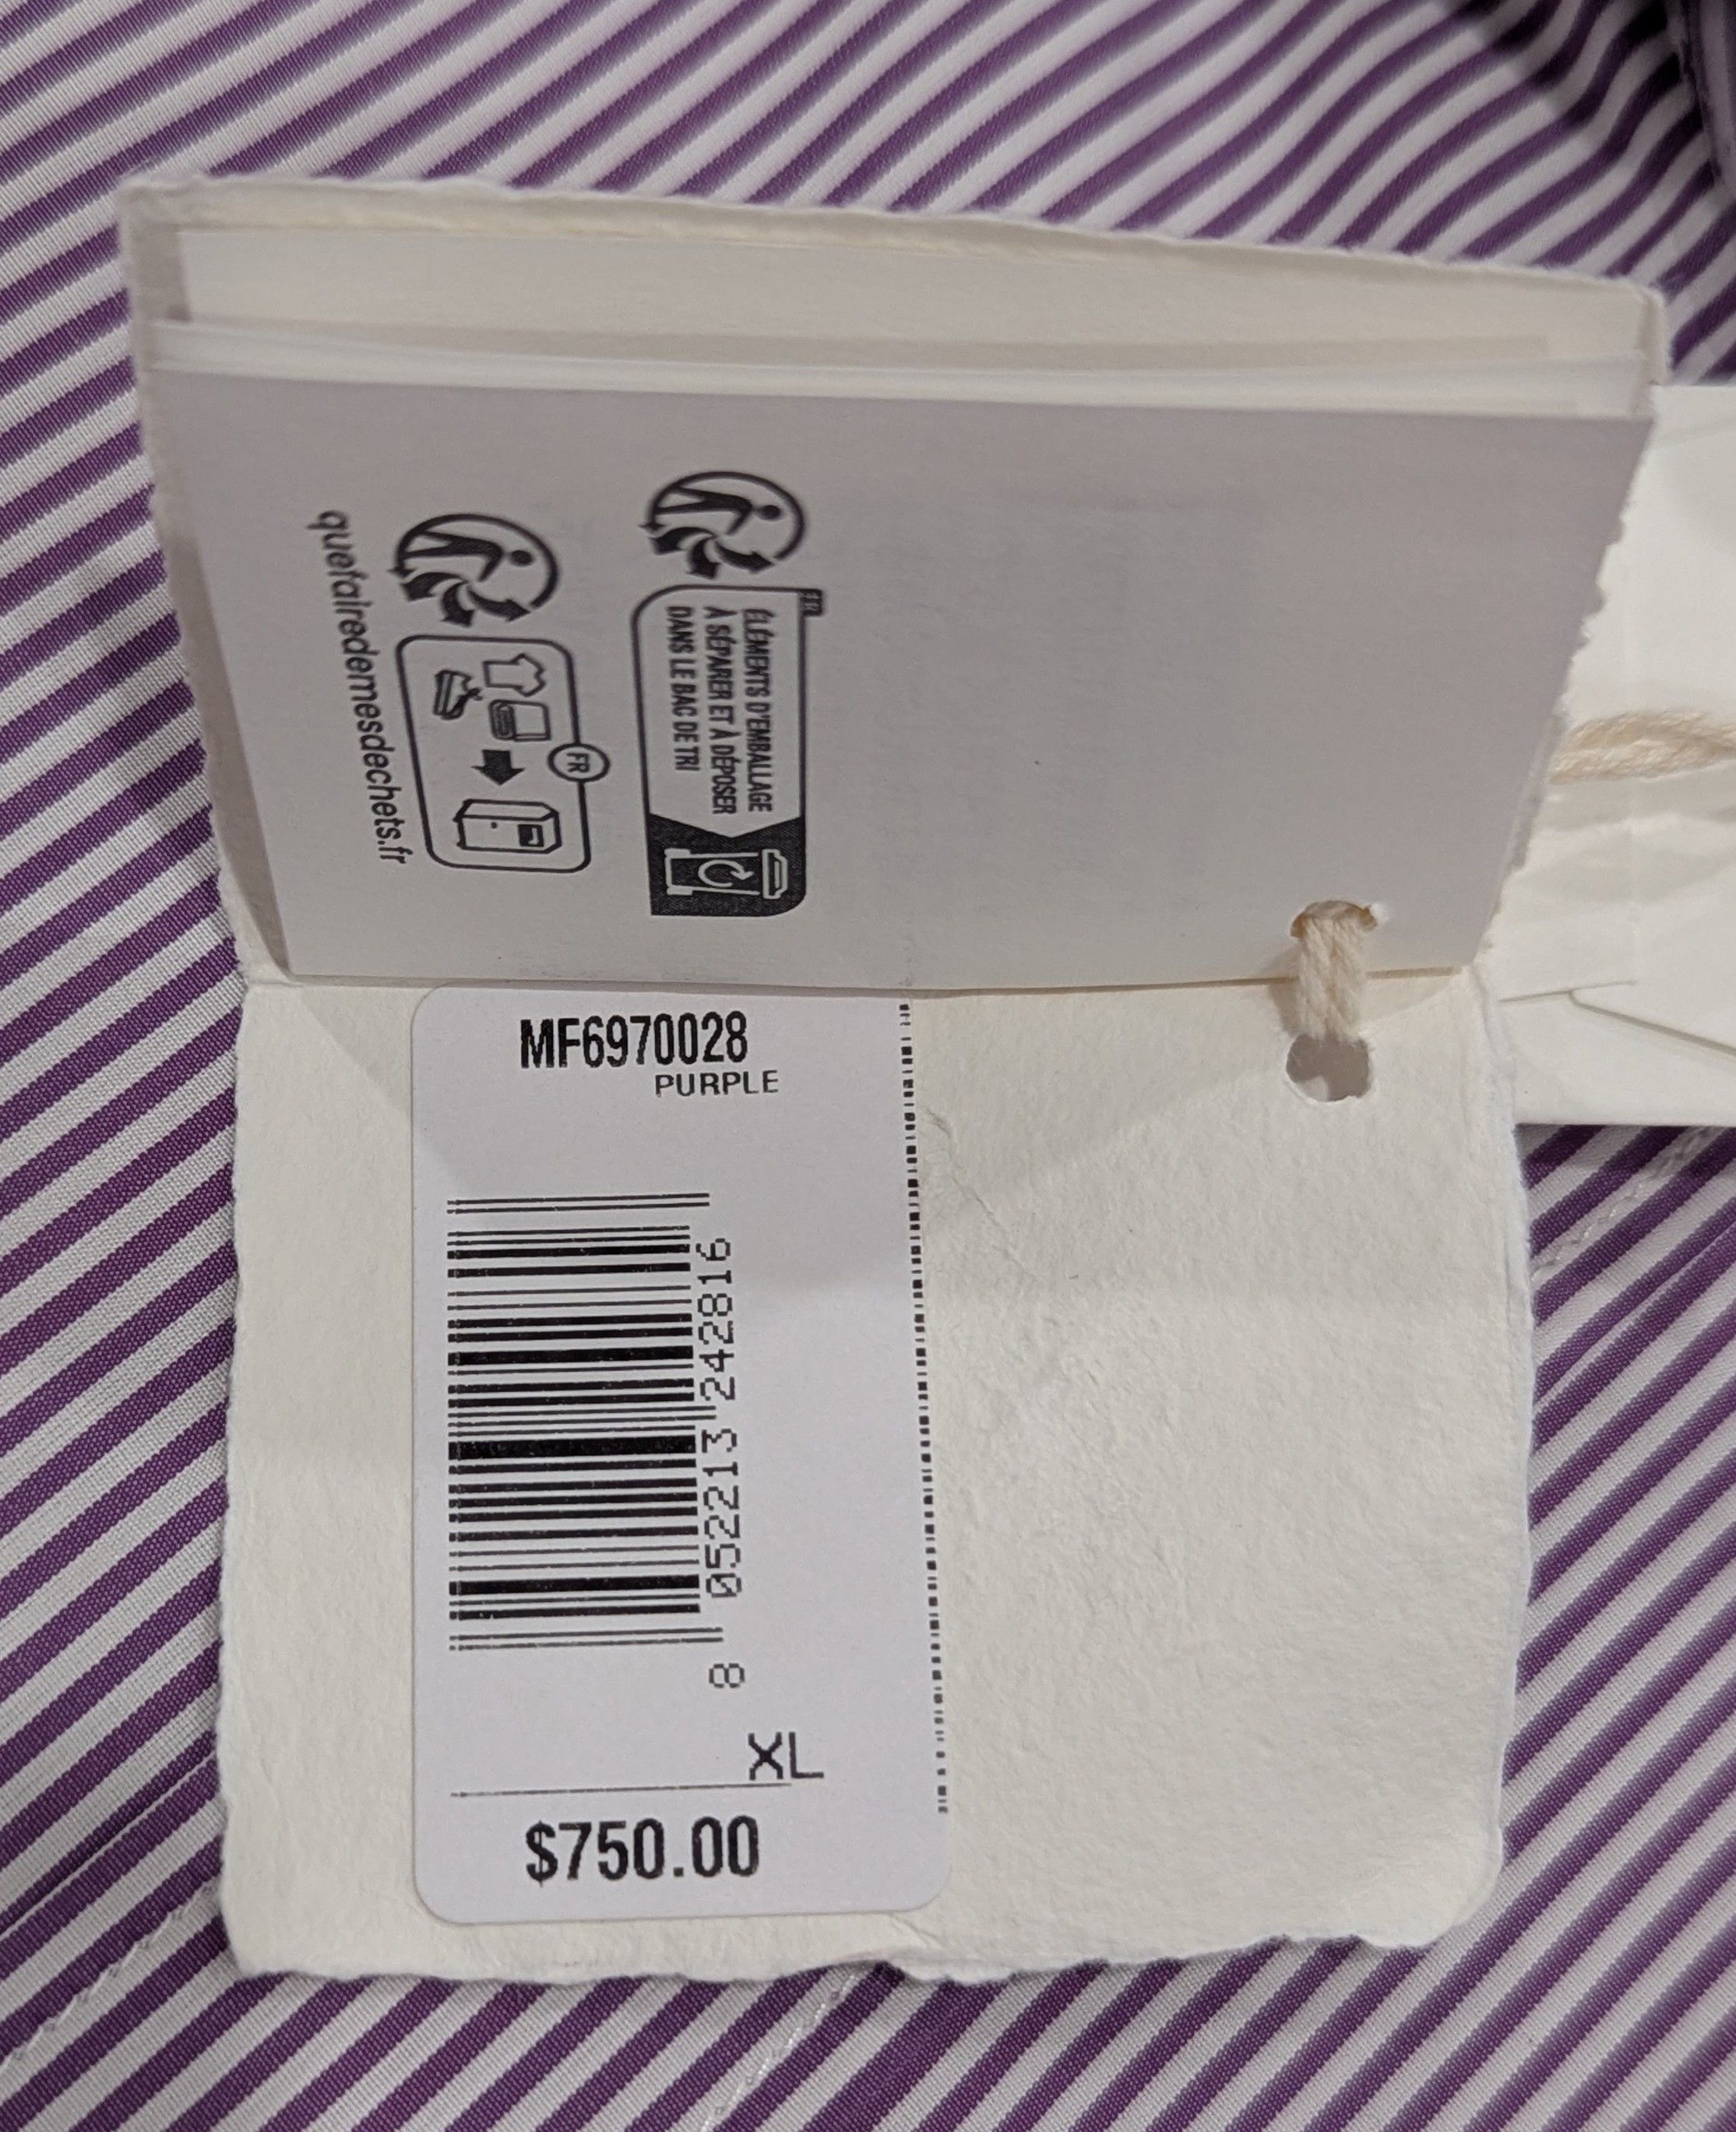 quefairedemesdechets.fr
FR
FR
ÉLÉMENTS D'EMBALLAGE
À SÉPARER ET À DÉPOSER
DANS LE BAC DE TRI
MF6970028
PURPLE
8 052213 242816
XL
$750.00